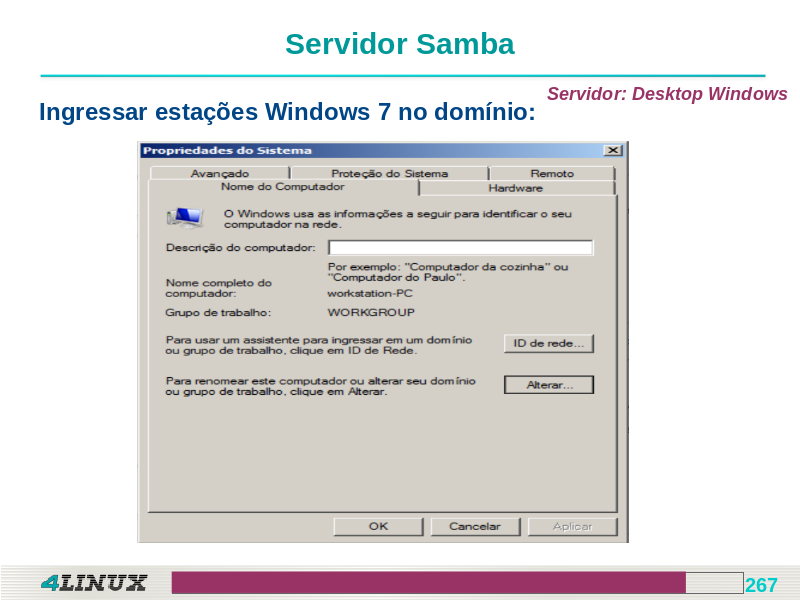 Servidor Samba
Servidor: Desktop Windows
Ingressar estações Windows 7 no domínio:
Propriedades do Sistema
Avançado
Proteção do Sistema
Remoto
Nome do Computador
Hardware
O Windows usa as informações a seguir para identificar o seu
computador na rede.
Descrição do computador:
Por exemplo: "Computador da cozinha" ou
"Computador do Paulo".
Nome completo do
computador:
workstation-PC
Grupo de trabalho:
WORKGROUP
Para usar um assistente para ingressar em um domínio
ou grupo de trabalho, clique em ID de Rede.
ID de rede...
Para renomear este computador ou alterar seu domínio
ou grupo de trabalho, clique em Alterar.
Alterar...
OK
Cancelar
Aplicar
4LINUX
267